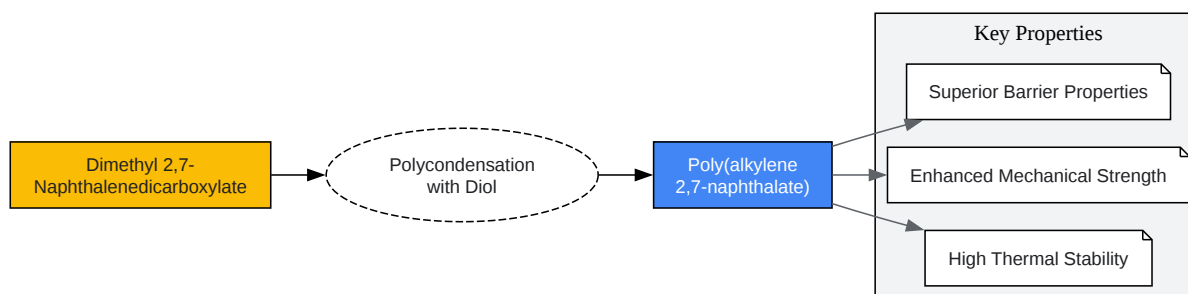 Dimethyl 2,7-
Naphthalenedicarboxylate
Polycondensation
with Diol
Poly(alkylene
2,7-naphthalate)
Key Properties
Superior Barrier Properties
Enhanced Mechanical Strength
High Thermal Stability